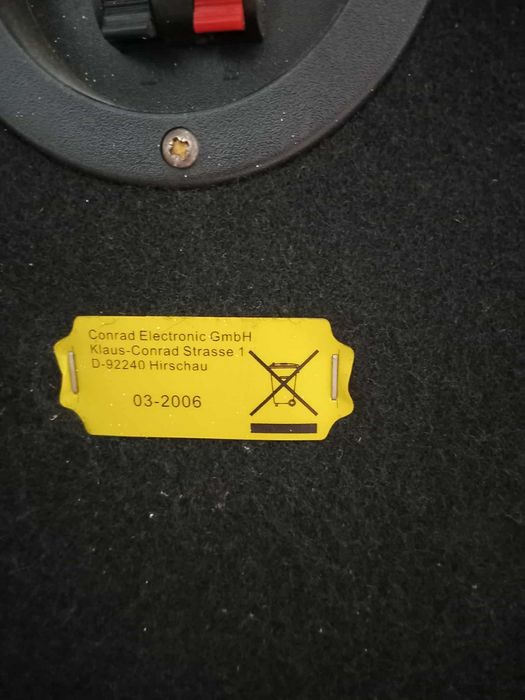 Conrad Electronic GmbH
Klaus-Conrad Strasse 1
D-92240 Hirschau
03-2006